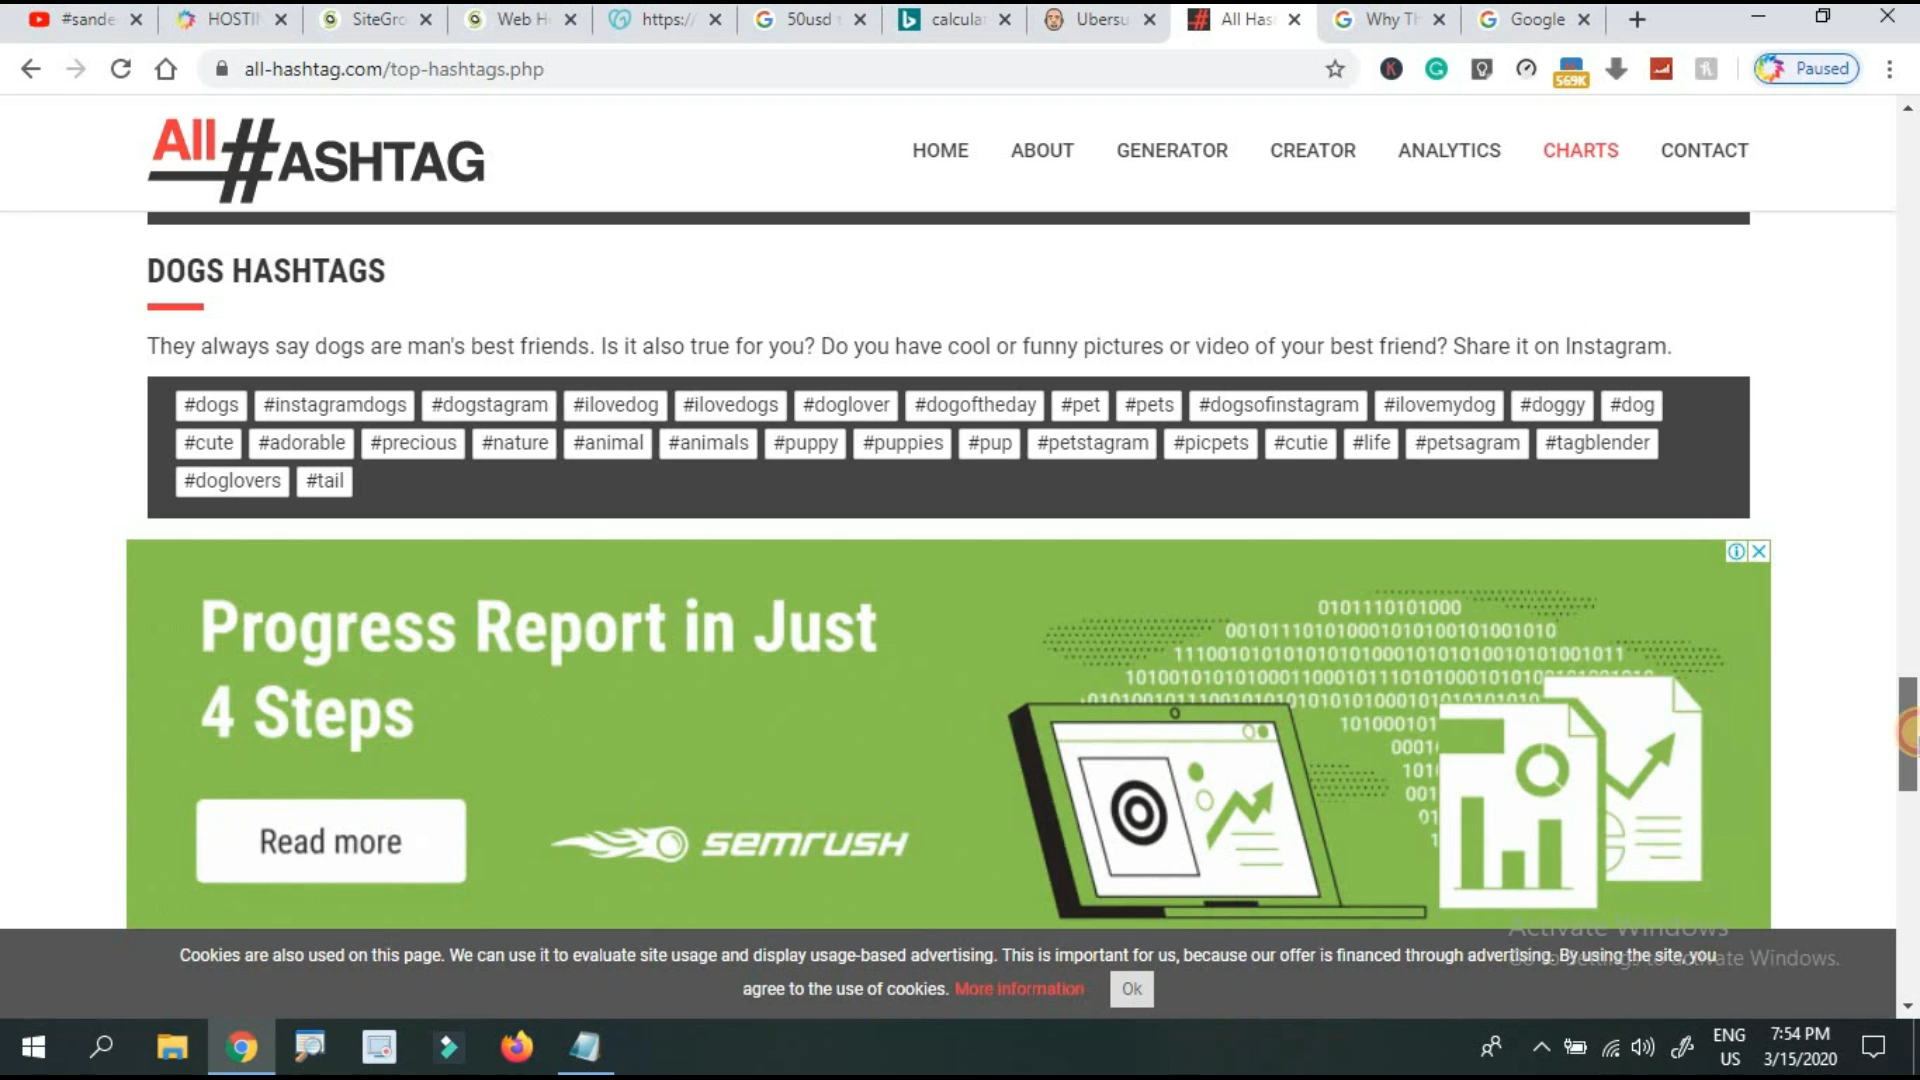 #sande HOSTI SiteGro Web H https:/ 50usd calcula Ubersu All Has Why T Google
all-hashtag.com/top-hashtags.php
569K
Paused
All #ASHTAG
HOME ABOUT GENERATOR CREATOR ANALYTICS CHARTS CONTACT
DOGS HASHTAGS
They always say dogs are man's best friends. Is it also true for you? Do you have cool or funny pictures or video of your best friend? Share it on Instagram.
#dogs #instagramdogs #dogstagram #ilovedog #ilovedogs #doglover #dogoftheday #pet #pets #dogsofinstagram #ilovemydog #doggy #dog
#cute #adorable #precious #nature #animal #animals #puppy #puppies #pup #petstagram #picpets #cutie #life #petsagram #tagblender
#doglovers #tail
Progress Report in Just
4 Steps
Read more
semrush
0101110101000
Activate Windows
Cookies are also used on this page. We can use it to evaluate site usage and display usage-based advertising. This is important for us, because our offer is financed through advertising. By using the site, you
agree to the use of cookies. More information Ok
ENG
US
7:54 PM
3/15/2020